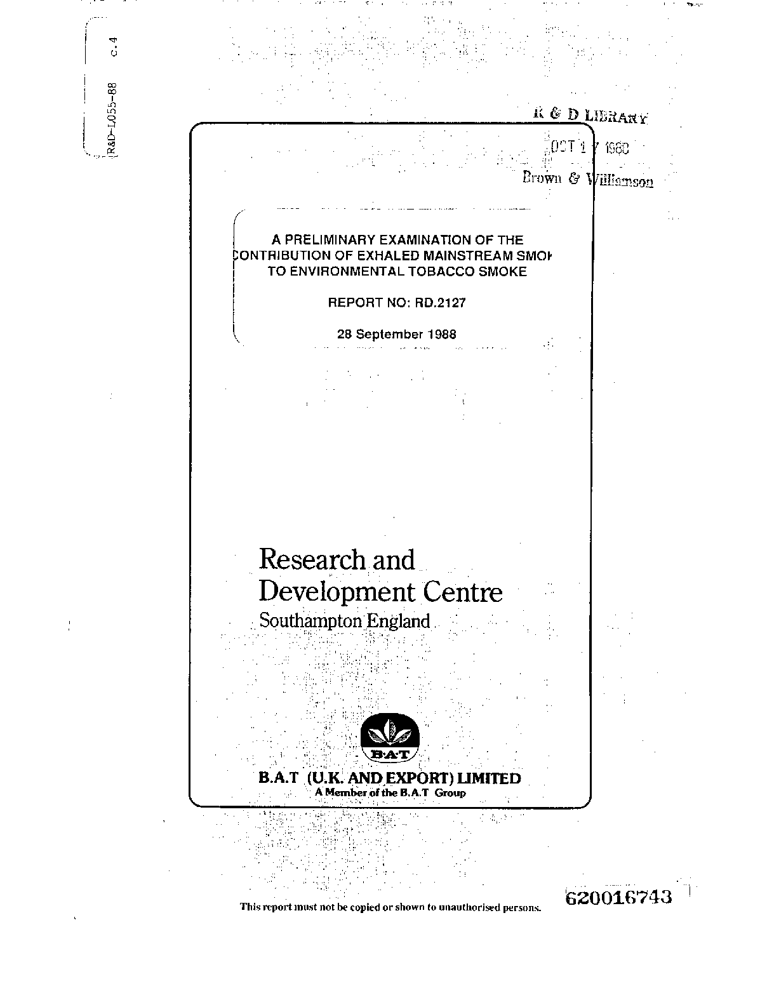 R&D-L055-88 c.4
R & D LIBRARY
OCT 1 7 1988
Brown & Williamson
A PRELIMINARY EXAMINATION OF THE
CONTRIBUTION OF EXHALED MAINSTREAM SMOK
TO ENVIRONMENTAL TOBACCO SMOKE
REPORT NO: RD.2127
28 September 1988
Research and
Development Centre
Southampton England
B·A·T
B.A.T (U.K. AND EXPORT) LIMITED
A Member of the B.A.T Group
This report must not be copied or shown to unauthorised persons.
620016743